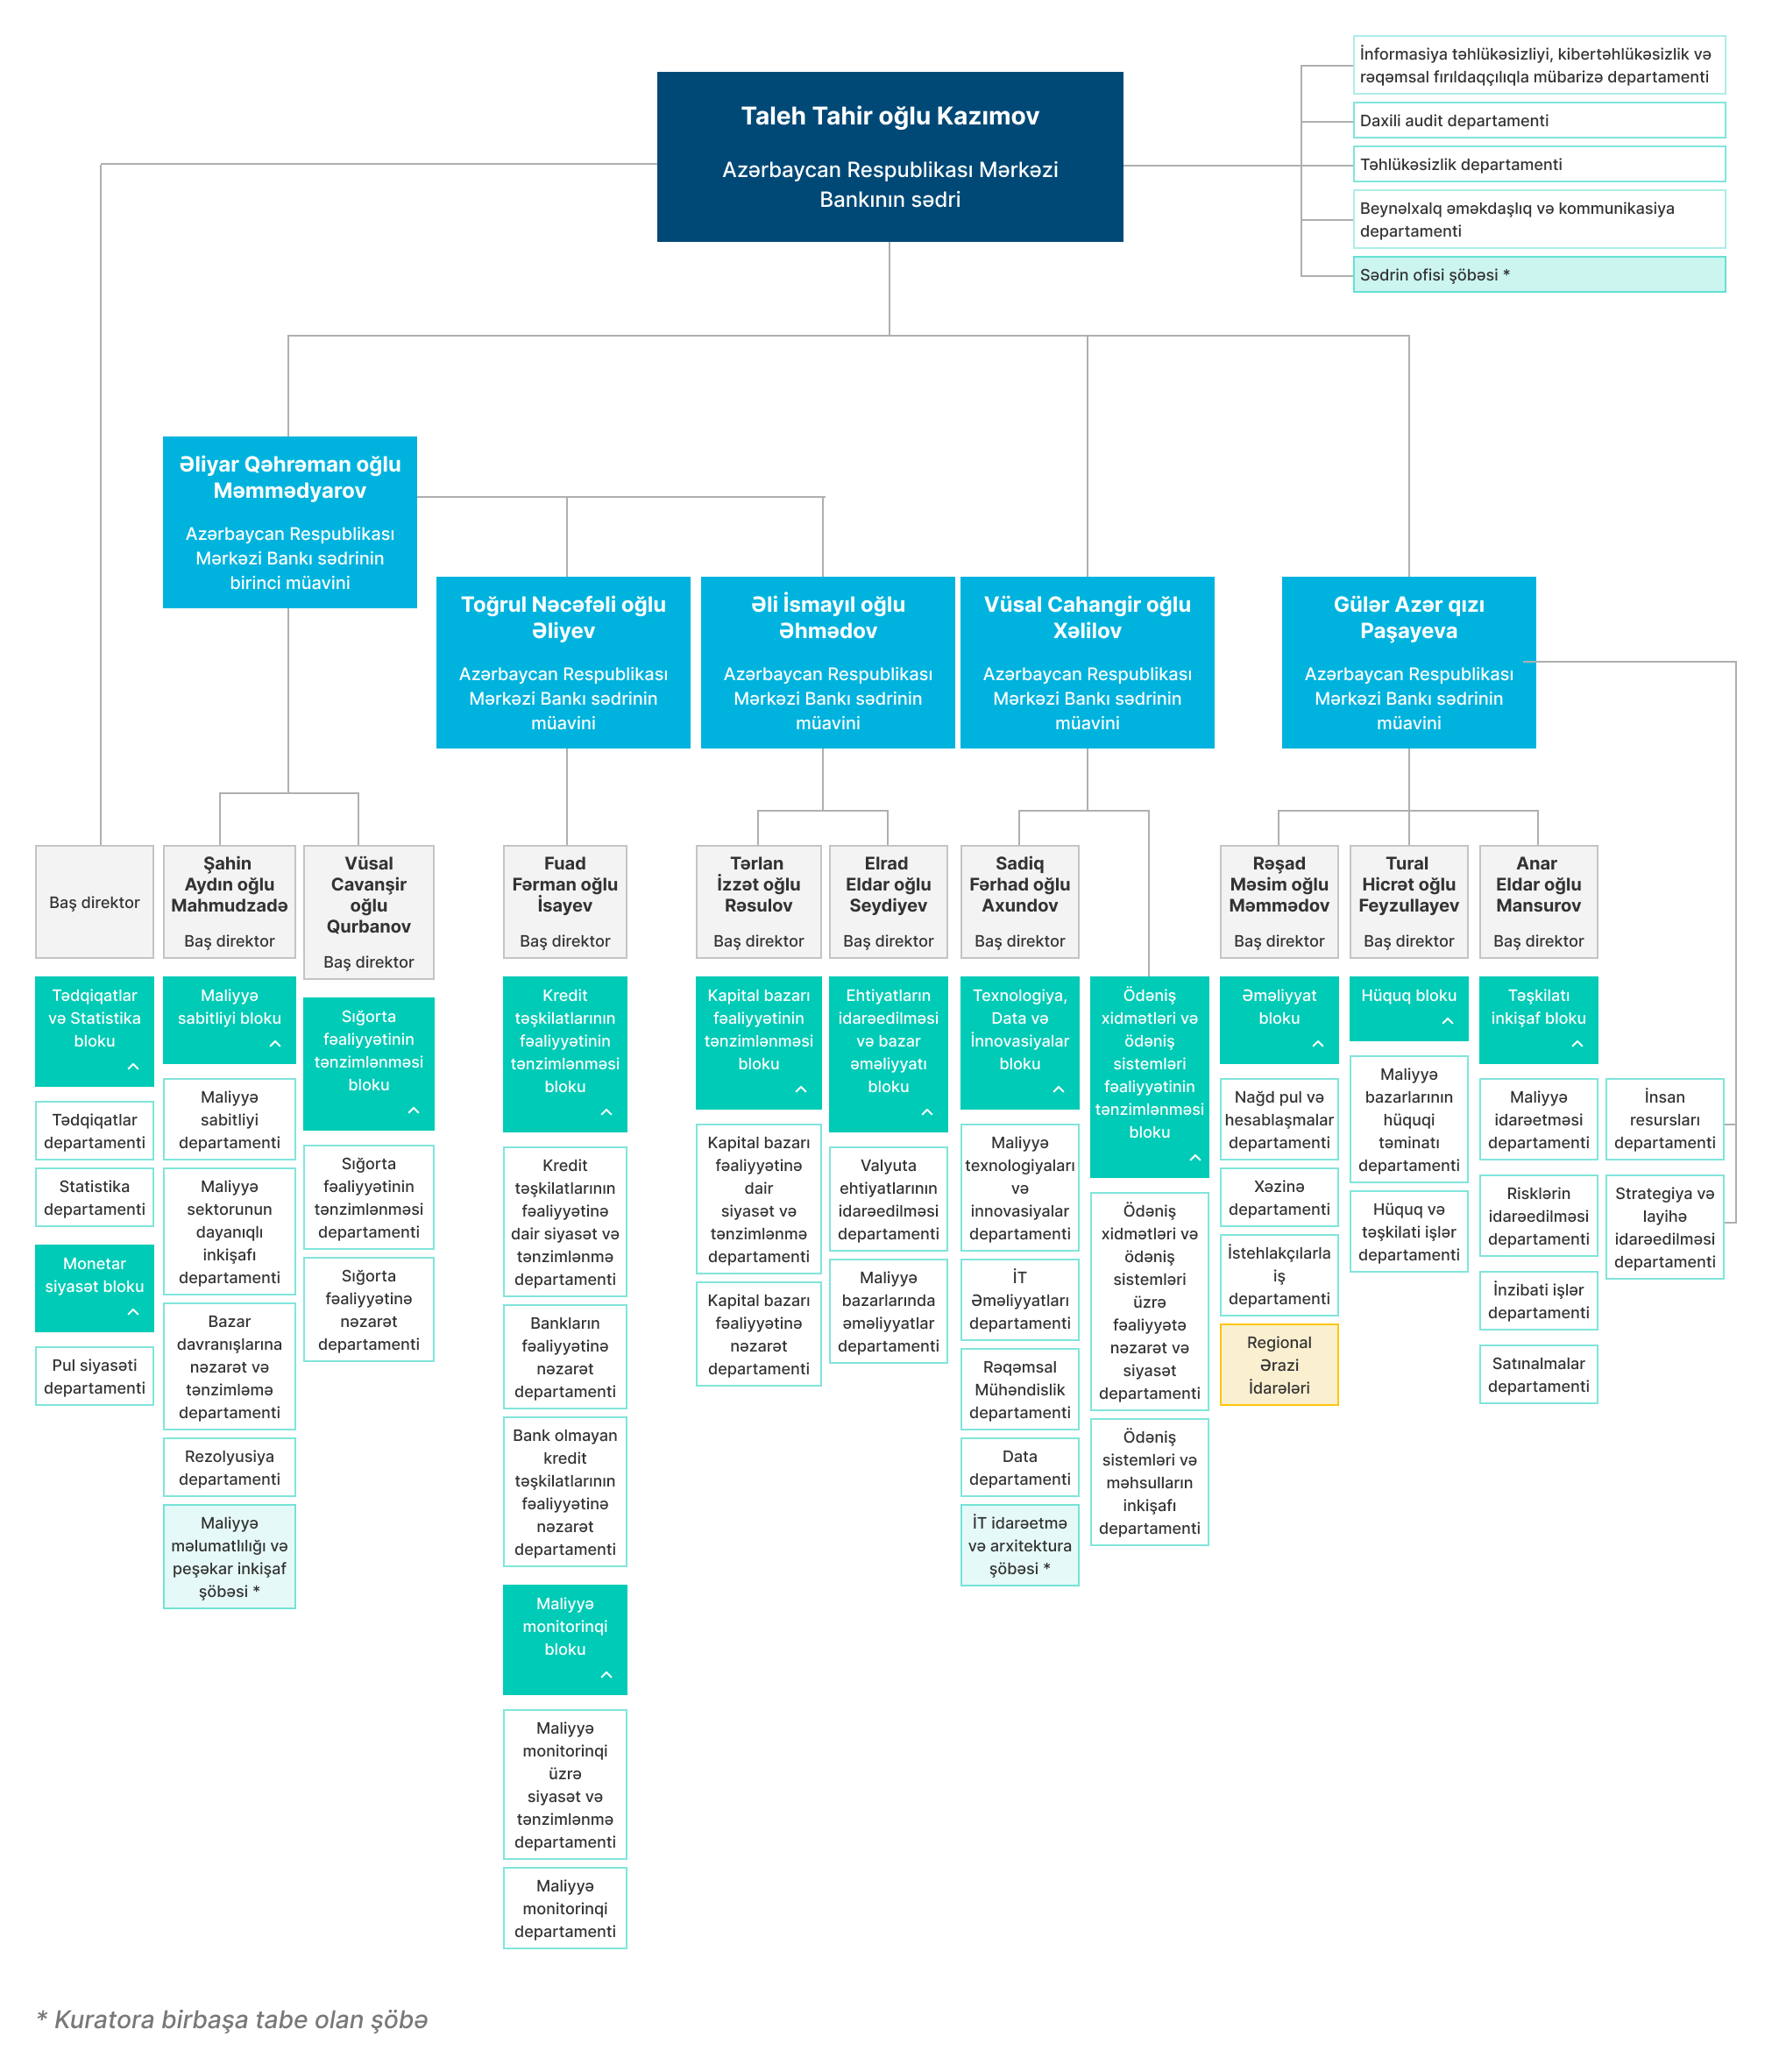 Taleh Tahir oğlu Kazımov
Azərbaycan Respublikası Mərkəzi
Bankının sədri
İnformasiya təhlükəsizliyi, kibertəhlükəsizlik və
rəqəmsal fırıldaqçılıqla mübarizə departamenti
Daxili audit departamenti
Təhlükəsizlik departamenti
Beynəlxalq əməkdaşlıq və kommunikasiya
departamenti
Sədrin ofisi şöbəsi *
Əliyar Qəhrəman oğlu
Məmmədyarov
Azərbaycan Respublikası
Mərkəzi Bankı sədrinin
birinci müavini
Toğrul Nəcəfəli oğlu
Əliyev
Azərbaycan Respublikası
Mərkəzi Bankı sədrinin
müavini
Əli İsmayıl oğlu
Əhmədov
Azərbaycan Respublikası
Mərkəzi Bankı sədrinin
müavini
Vüsal Cahangir oğlu
Xəlilov
Azərbaycan Respublikası
Mərkəzi Bankı sədrinin
müavini
Gülər Azər qızı
Paşayeva
Azərbaycan Respublikası
Mərkəzi Bankı sədrinin
müavini
Baş direktor
Tədqiqatlar
və Statistika
bloku
Tədqiqatlar
departamenti
Statistika
departamenti
Monetar
siyasət bloku
Pul siyasəti
departamenti
Şahin
Aydın oğlu
Mahmudzadə
Baş direktor
Maliyyə
sabitliyi bloku
Maliyyə
sabitliyi
departamenti
Maliyyə
sektorunun
dayanıqlı
inkişafı
departamenti
Bazar
davranışlarına
nəzarət və
tənzimləmə
departamenti
Rezolyusiya
departamenti
Maliyyə
məlumatlılığı və
peşəkar inkişaf
şöbəsi *
Vüsal
Cavanşir
oğlu
Qurbanov
Baş direktor
Sığorta
fəaliyyətinin
tənzimlənməsi
bloku
Sığorta
fəaliyyətinin
tənzimlənməsi
departamenti
Sığorta
fəaliyyətinə
nəzarət
departamenti
Fuad
Fərman oğlu
İsayev
Baş direktor
Kredit
təşkilatlarının
fəaliyyətinin
tənzimlənməsi
bloku
Kredit
təşkilatlarının
fəaliyyətinə
dair siyasət və
tənzimlənmə
departamenti
Bankların
fəaliyyətinə
nəzarət
departamenti
Bank olmayan
kredit
təşkilatlarının
fəaliyyətinə
nəzarət
departamenti
Maliyyə
monitorinqi
bloku
Maliyyə
monitorinqi
üzrə
siyasət və
tənzimlənmə
departamenti
Maliyyə
monitorinqi
departamenti
Tərlan
İzzət oğlu
Rəsulov
Baş direktor
Kapital bazarı
fəaliyyətinin
tənzimlənməsi
bloku
Kapital bazarı
fəaliyyətinə
dair
siyasət və
tənzimlənmə
departamenti
Kapital bazarı
fəaliyyətinə
nəzarət
departamenti
Elrad
Eldar oğlu
Seydiyev
Baş direktor
Ehtiyatların
idarəedilməsi
və bazar
əməliyyatı
bloku
Valyuta
ehtiyatlarının
idarəedilməsi
departamenti
Maliyyə
bazarlarında
əməliyyatlar
departamenti
Sadiq
Fərhad oğlu
Axundov
Baş direktor
Texnologiya,
Data və
İnnovasiyalar
bloku
Maliyyə
texnologiyaları
və
innovasiyalar
departamenti
İT
Əməliyyatları
departamenti
Rəqəmsal
Mühəndislik
departamenti
Data
departamenti
İT idarəetmə
və arxitektura
şöbəsi *
Ödəniş
xidmətləri və
ödəniş
sistemləri
fəaliyyətinin
tənzimlənməsi
bloku
Ödəniş
xidmətləri və
ödəniş
sistemləri
üzrə
fəaliyyətə
nəzarət və
siyasət
departamenti
Ödəniş
sistemləri və
məhsulların
inkişafı
departamenti
Rəşad
Məsim oğlu
Məmmədov
Baş direktor
Əməliyyat
bloku
Nağd pul və
hesablaşmalar
departamenti
Xəzinə
departamenti
İstehlakçılarla
iş
departamenti
Regional
Ərazi
İdarələri
Tural
Hicrət oğlu
Feyzullayev
Baş direktor
Hüquq bloku
Maliyyə
bazarlarının
hüquqi
təminatı
departamenti
Hüquq və
təşkilati işlər
departamenti
Anar
Eldar oğlu
Mansurov
Baş direktor
Təşkilatı
inkişaf bloku
Maliyyə
idarəetməsi
departamenti
Risklərin
idarəedilməsi
departamenti
İnzibati işlər
departamenti
Satınalmalar
departamenti
İnsan
resursları
departamenti
Strategiya və
layihə
idarəedilməsi
departamenti
* Kuratora birbaşa tabe olan şöbə